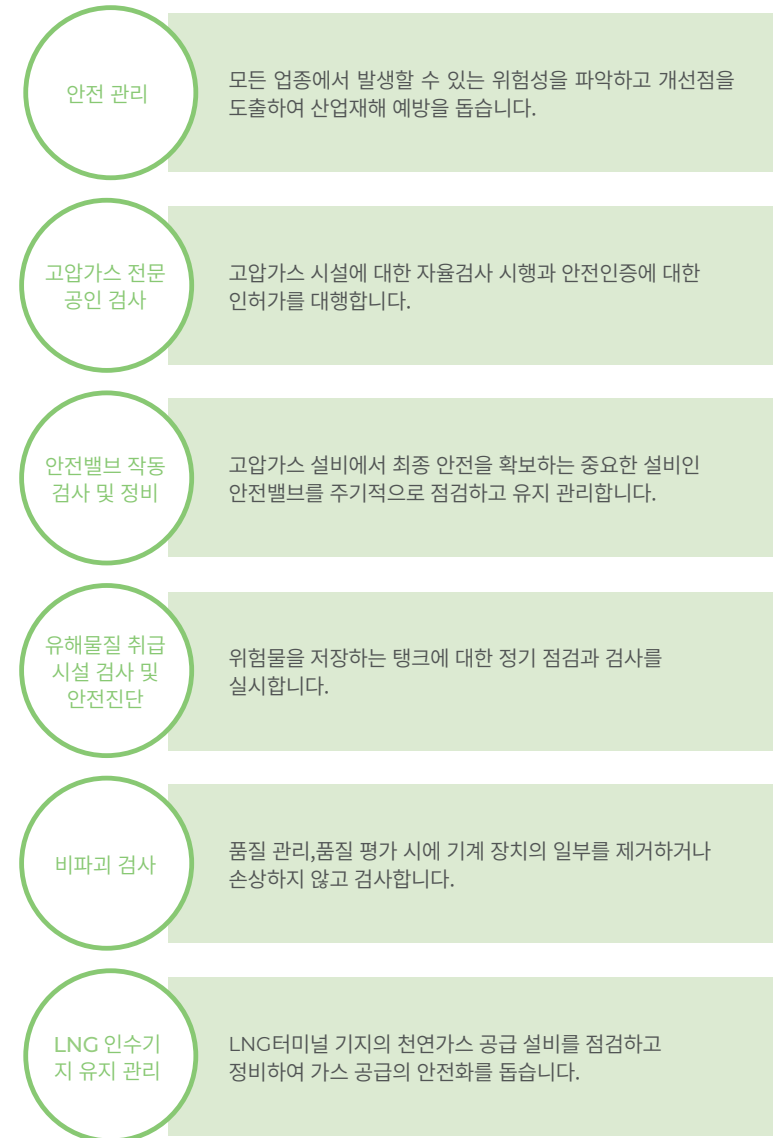 안전 관리
모든 업종에서 발생할 수 있는 위험성을 파악하고 개선점을
도출하여 산업재해 예방을 돕습니다.
고압가스 전문
공인 검사
고압가스 시설에 대한 자율검사 시행과 안전인증에 대한
인허가를 대행합니다.
안전밸브 작동
검사 및 정비
고압가스 설비에서 최종 안전을 확보하는 중요한 설비인
안전밸브를 주기적으로 점검하고 유지 관리합니다.
유해물질 취급
시설 검사 및
안전진단
위험물을 저장하는 탱크에 대한 정기 점검과 검사를
실시합니다.
비파괴 검사
품질 관리,품질 평가 시에 기계 장치의 일부를 제거하거나
손상하지 않고 검사합니다.
LNG 인수기
지 유지 관리
LNG터미널 기지의 천연가스 공급 설비를 점검하고
정비하여 가스 공급의 안전화를 돕습니다.